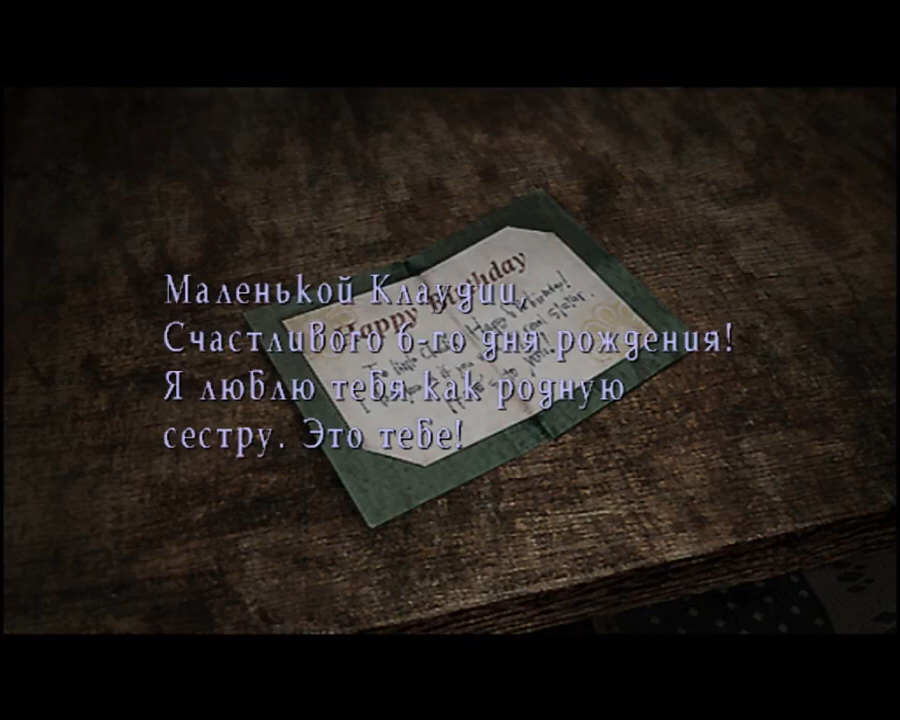 Маленькой Клаудии,
Счастливого 6-го дня рождения!
Я люблю тебя как родную
сестру. Это тебе!
Happy Birthday